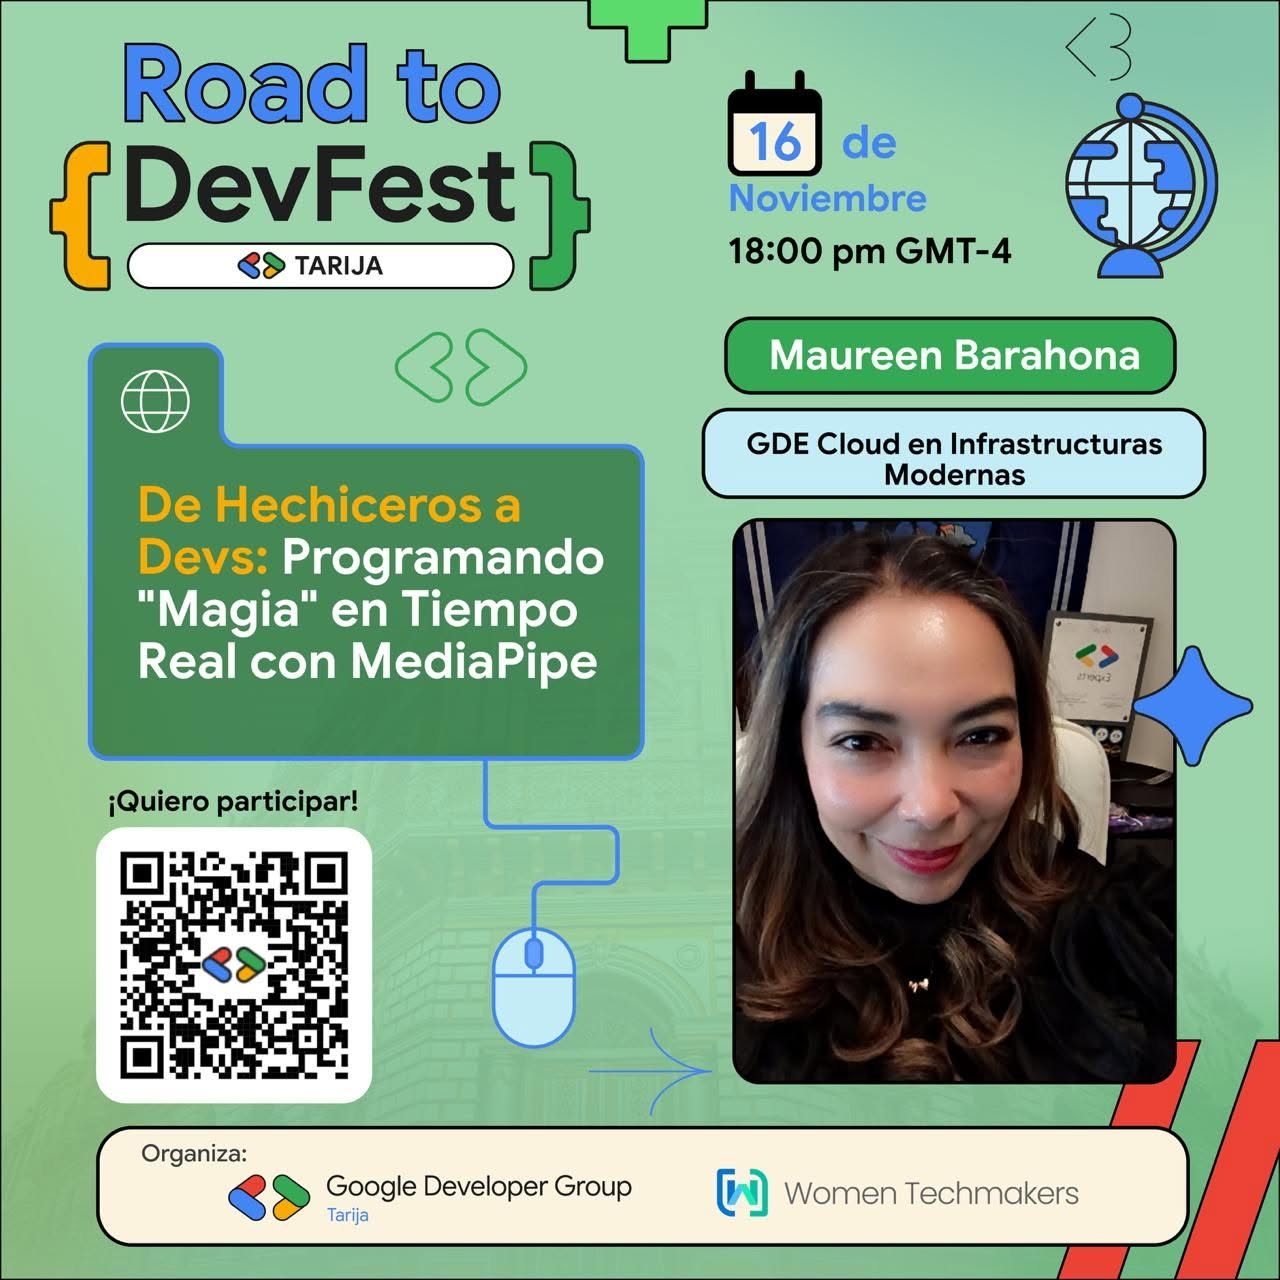 Road to
DevFest
TARIJA
16 de
Noviembre
18:00 pm GMT-4
Maureen Barahona
GDE Cloud en Infrastructuras
Modernas
De Hechiceros a
Devs: Programando
"Magia" en Tiempo
Real con MediaPipe
Experts
¡Quiero participar!
Organiza:
Google Developer Group
Tarija
Women Techmakers